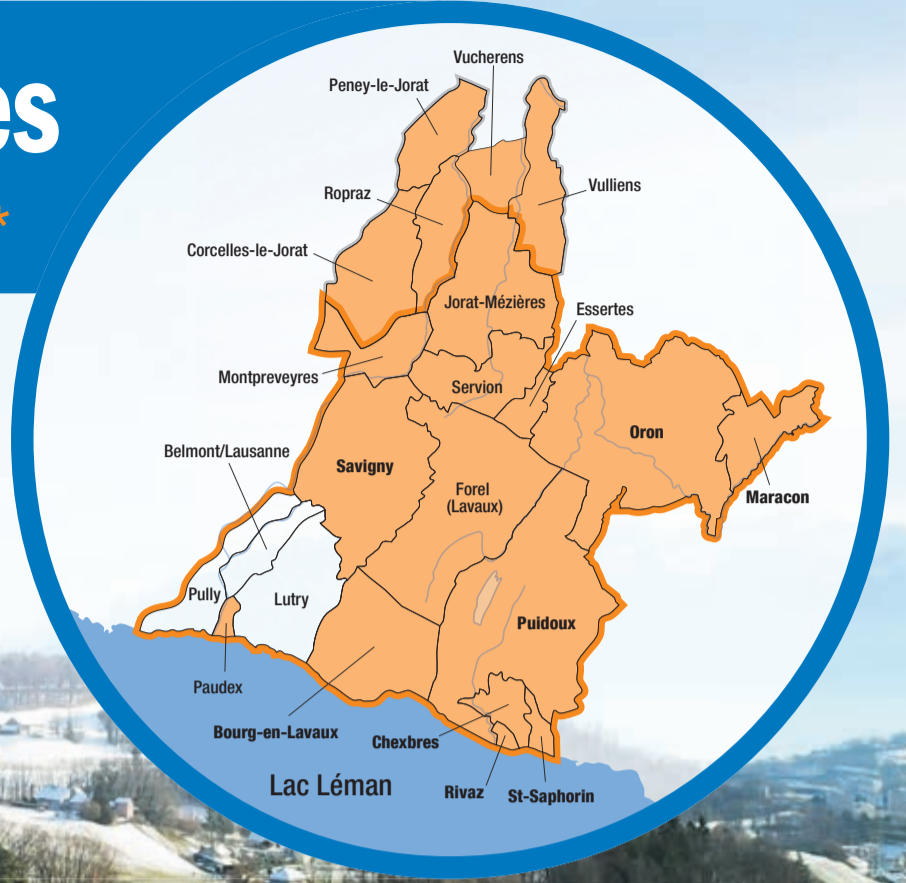 es
*
Vucherens
Peney-le-Jorat
Vulliens
Ropraz
Corcelles-le-Jorat
Jorat-Mézières
Essertes
Montpreveyres
Servion
Oron
Belmont/Lausanne
Savigny
Forel
(Lavaux)
Maracon
Pully
Lutry
Puidoux
Paudex
Bourg-en-Lavaux
Chexbres
Lac Léman
Rivaz
St-Saphorin